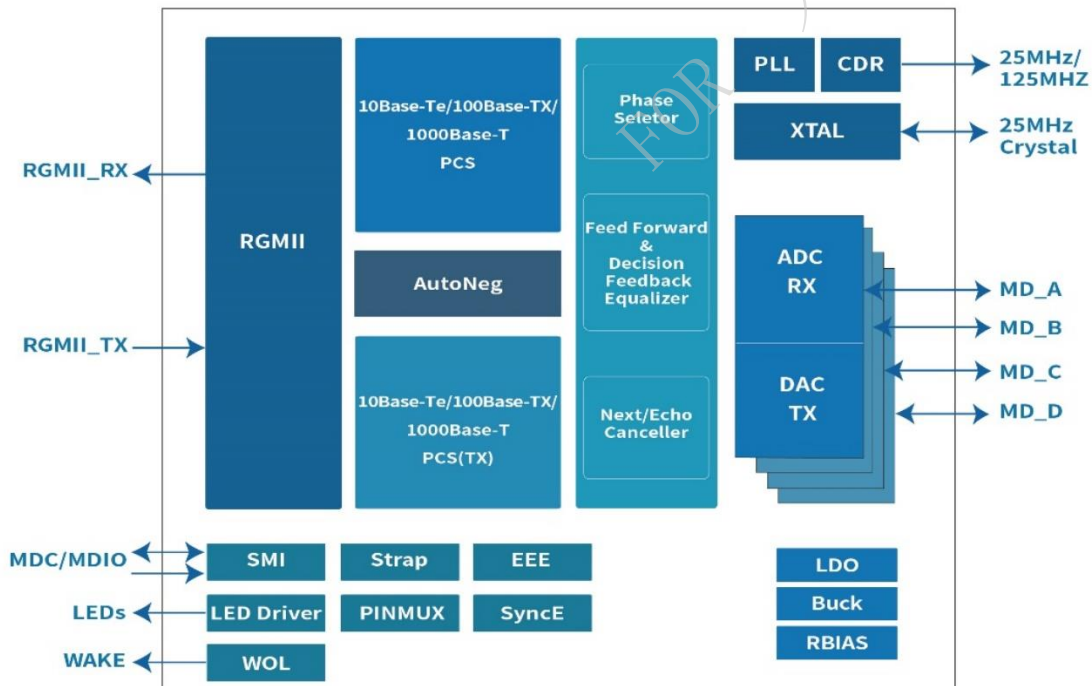 RGMII_RX
RGMII_TX
RGMII
10Base-Te/100Base-TX/
1000Base-T
PCS
AutoNeg
10Base-Te/100Base-TX/
1000Base-T
PCS(TX)
Phase
Seletor
Feed Forward
&
Decision
Feedback
Equalizer
Next/Echo
Canceller
FOR
PLL
CDR
25MHz/
125MHZ
XTAL
25MHz
Crystal
ADC
RX
DAC
TX
MD_A
MD_B
MD_C
MD_D
MDC/MDIO
SMI
Strap
EEE
LEDs
LED Driver
PINMUX
SyncE
WAKE
WOL
LDO
Buck
RBIAS